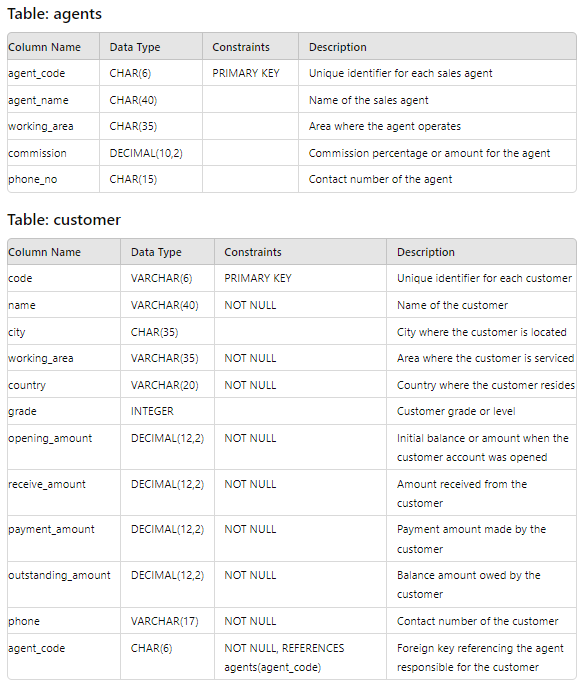 Table: agents
Column Name Data Type Constraints Description
agent_code CHAR(6) PRIMARY KEY Unique identifier for each sales agent
agent_name CHAR(40) Name of the sales agent
working_area CHAR(35) Area where the agent operates
commission DECIMAL(10,2) Commission percentage or amount for the agent
phone_no CHAR(15) Contact number of the agent
Table: customer
Column Name Data Type Constraints Description
code VARCHAR(6) PRIMARY KEY Unique identifier for each customer
name VARCHAR(40) NOT NULL Name of the customer
city CHAR(35) City where the customer is located
working_area VARCHAR(35) NOT NULL Area where the customer is serviced
country VARCHAR(20) NOT NULL Country where the customer resides
grade INTEGER Customer grade or level
opening_amount DECIMAL(12,2) NOT NULL Initial balance or amount when the
customer account was opened
receive_amount DECIMAL(12,2) NOT NULL Amount received from the
customer
payment_amount DECIMAL(12,2) NOT NULL Payment amount made by the
customer
outstanding_amount DECIMAL(12,2) NOT NULL Balance amount owed by the
customer
phone VARCHAR(17) NOT NULL Contact number of the customer
agent_code CHAR(6) NOT NULL, REFERENCES Foreign key referencing the agent
agents(agent_code) responsible for the customer